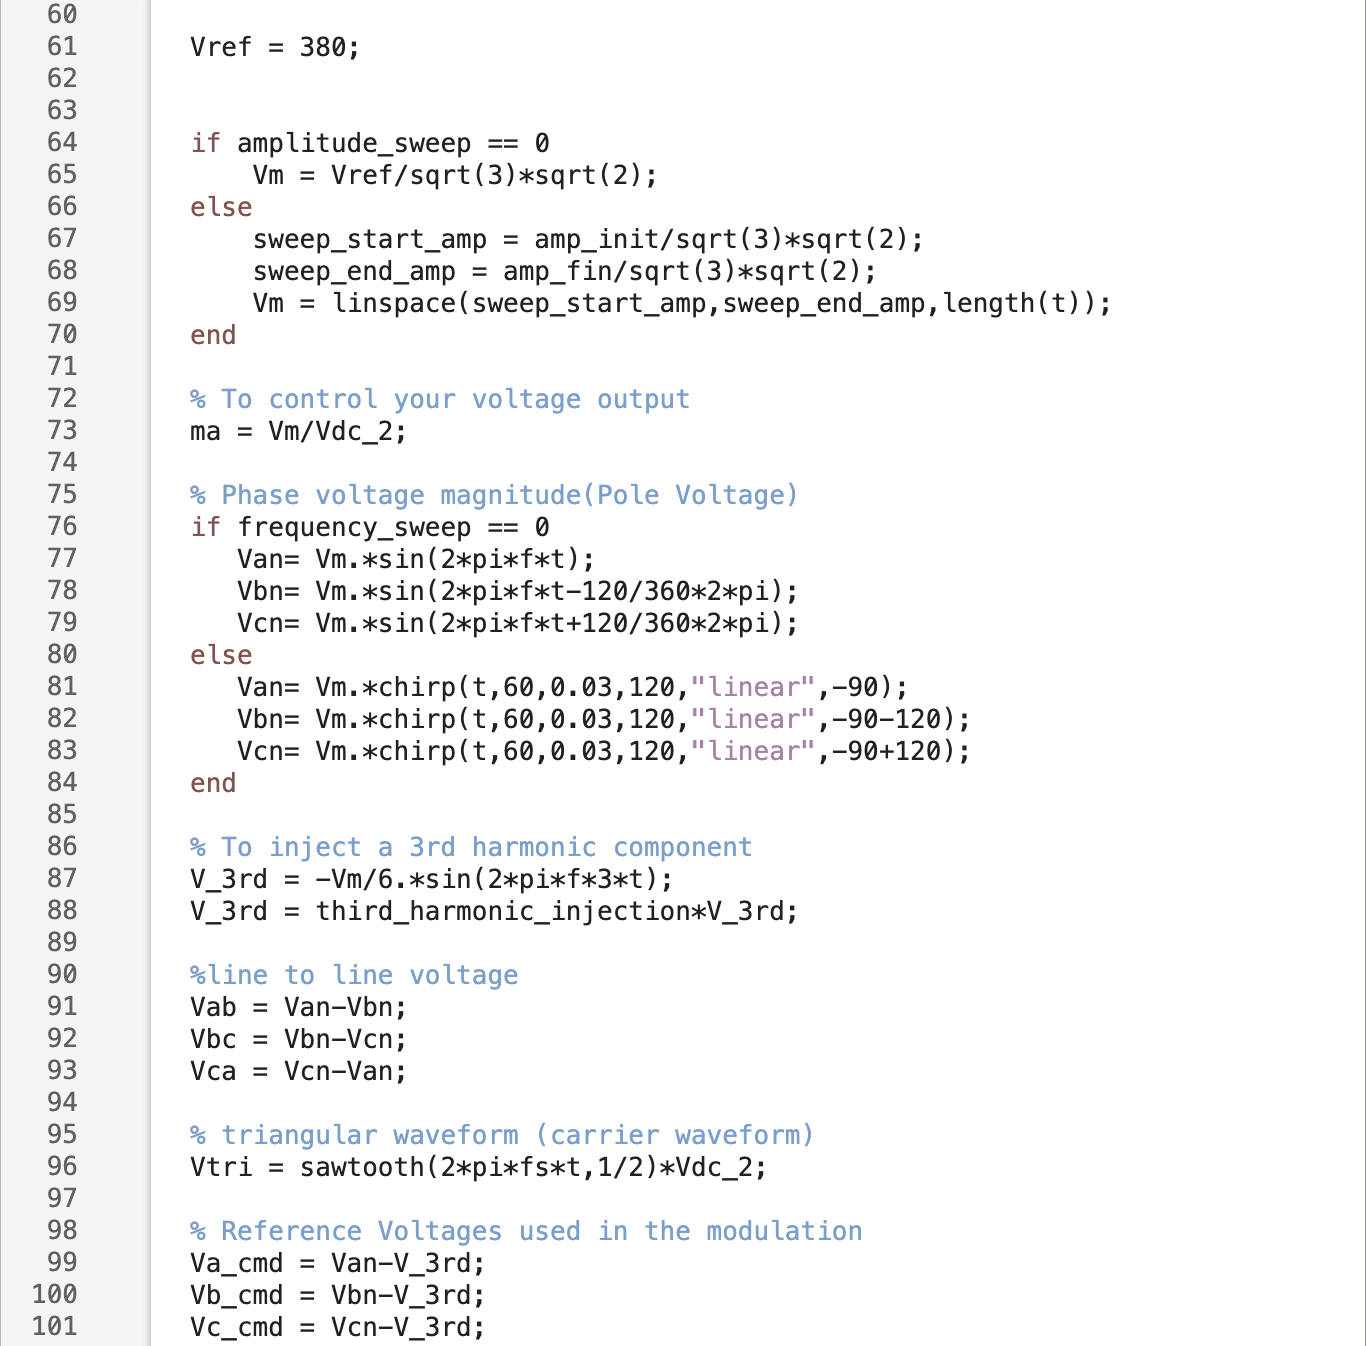 60
61 Vref = 380;
62
63
64 if amplitude_sweep == 0
65 Vm = Vref/sqrt(3)*sqrt(2);
66 else
67 sweep_start_amp = amp_init/sqrt(3)*sqrt(2);
68 sweep_end_amp = amp_fin/sqrt(3)*sqrt(2);
69 Vm = linspace(sweep_start_amp,sweep_end_amp,length(t));
70 end
71
72 % To control your voltage output
73 ma = Vm/Vdc_2;
74
75 % Phase voltage magnitude(Pole Voltage)
76 if frequency_sweep == 0
77 Van= Vm.*sin(2*pi*f*t);
78 Vbn= Vm.*sin(2*pi*f*t-120/360*2*pi);
79 Vcn= Vm.*sin(2*pi*f*t+120/360*2*pi);
80 else
81 Van= Vm.*chirp(t,60,0.03,120,"linear",-90);
82 Vbn= Vm.*chirp(t,60,0.03,120,"linear",-90-120);
83 Vcn= Vm.*chirp(t,60,0.03,120,"linear",-90+120);
84 end
85
86 % To inject a 3rd harmonic component
87 V_3rd = -Vm/6.*sin(2*pi*f*3*t);
88 V_3rd = third_harmonic_injection*V_3rd;
89
90 %line to line voltage
91 Vab = Van-Vbn;
92 Vbc = Vbn-Vcn;
93 Vca = Vcn-Van;
94
95 % triangular waveform (carrier waveform)
96 Vtri = sawtooth(2*pi*fs*t,1/2)*Vdc_2;
97
98 % Reference Voltages used in the modulation
99 Va_cmd = Van-V_3rd;
100 Vb_cmd = Vbn-V_3rd;
101 Vc_cmd = Vcn-V_3rd;